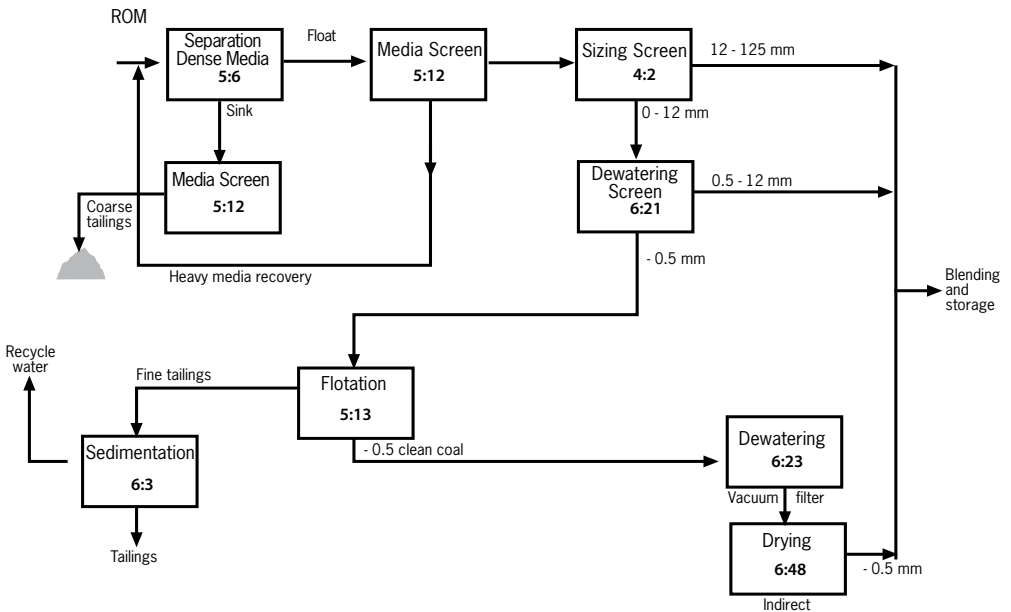 ROM
Separation
Dense Media
5:6
Float
Media Screen
5:12
Sizing Screen
4:2
12 - 125 mm
Sink
0 - 12 mm
Media Screen
5:12
Dewatering
Screen
6:21
0.5 - 12 mm
Coarse
tailings
- 0.5 mm
Heavy media recovery
Blending
and
storage
Recycle
water
Fine tailings
Flotation
5:13
- 0.5 clean coal
Sedimentation
6:3
Dewatering
6:23
Vacuum filter
Tailings
Drying
6:48
- 0.5 mm
Indirect